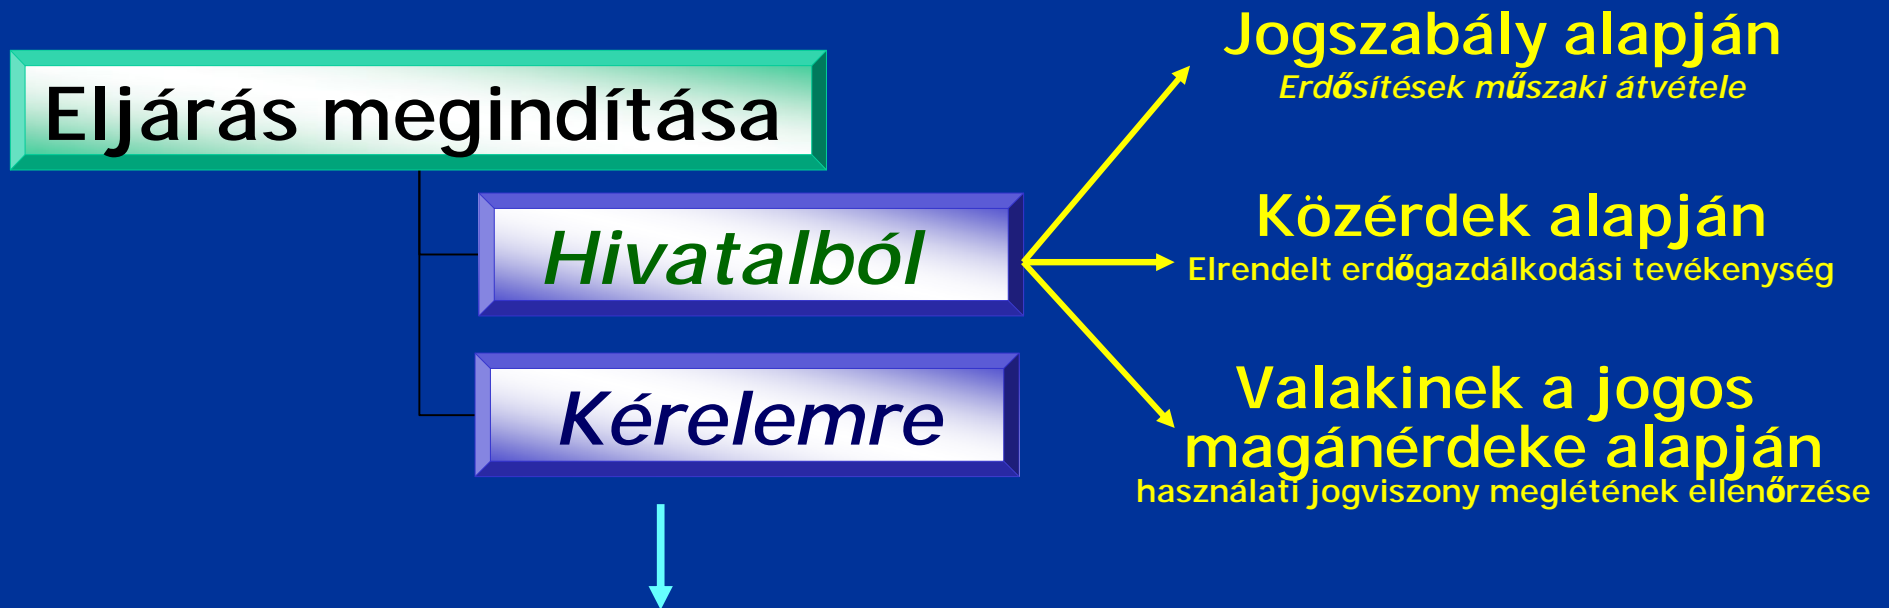 Eljárás megindítása
Hivatalból
Kérelemre
Jogszabály alapján
Erdősítések műszaki átvétele
Közérdek alapján
Elrendelt erdőgazdálkodási tevékenység
Valakinek a jogos
magánérdeke alapján
használati jogviszony meglétének ellenőrzése